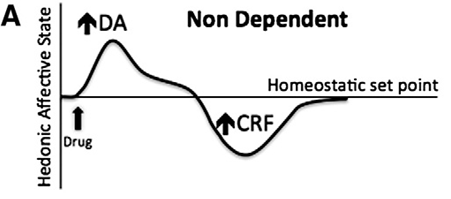 A
Hedonic Affective State
DA
Non Dependent
Homeostatic set point
Drug
CRF